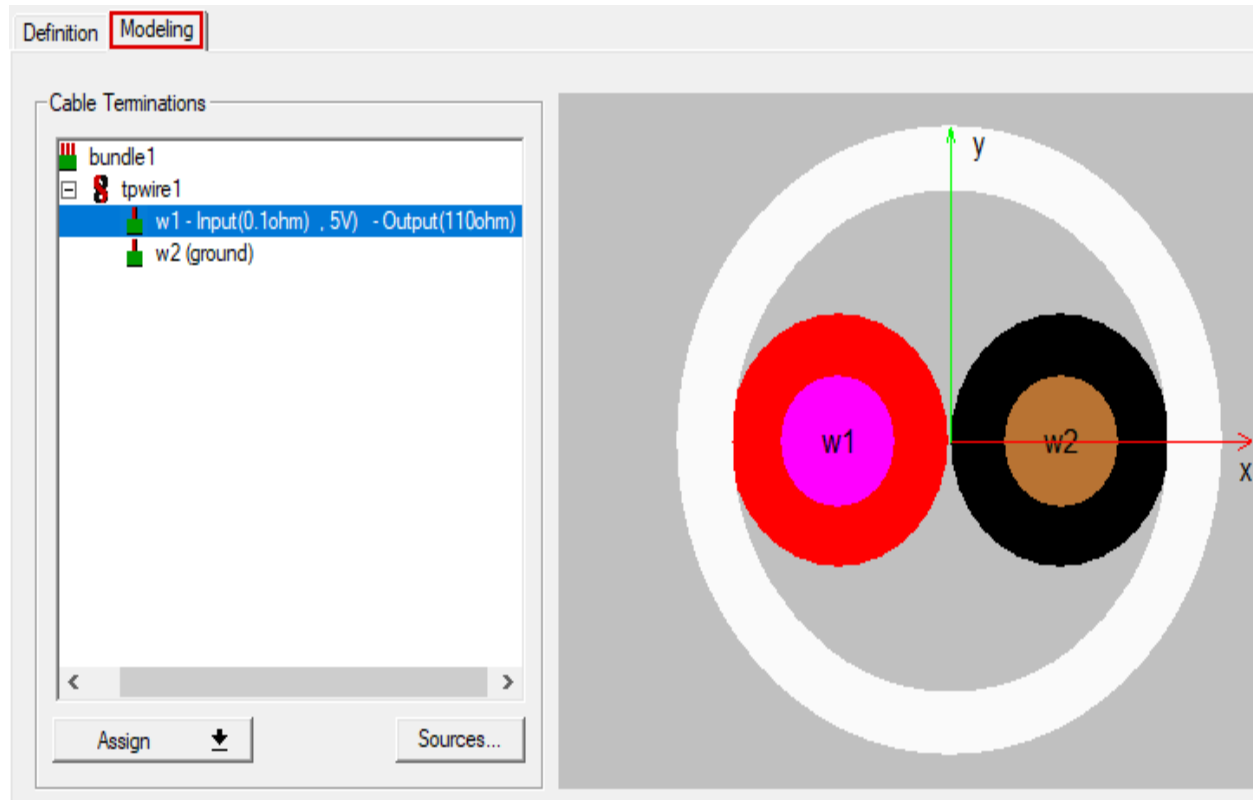 Definition Modeling
Cable Terminations
bundle1
tpwire1
w1 - Input(0.1ohm) , 5V) - Output(110ohm)
w2 (ground)
Assign
Sources...
y
w1
w2
x